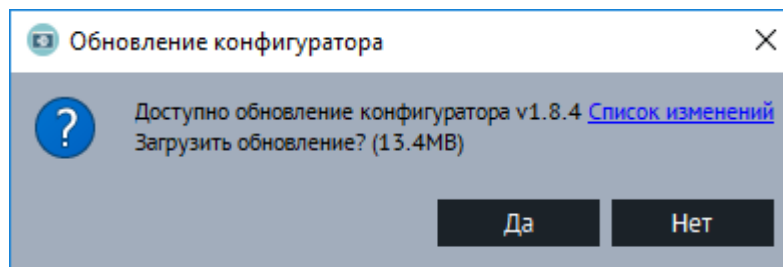 Обновление конфигуратора
Доступно обновление конфигуратора v1.8.4 Список изменений
Загрузить обновление? (13.4MB)
Да Нет